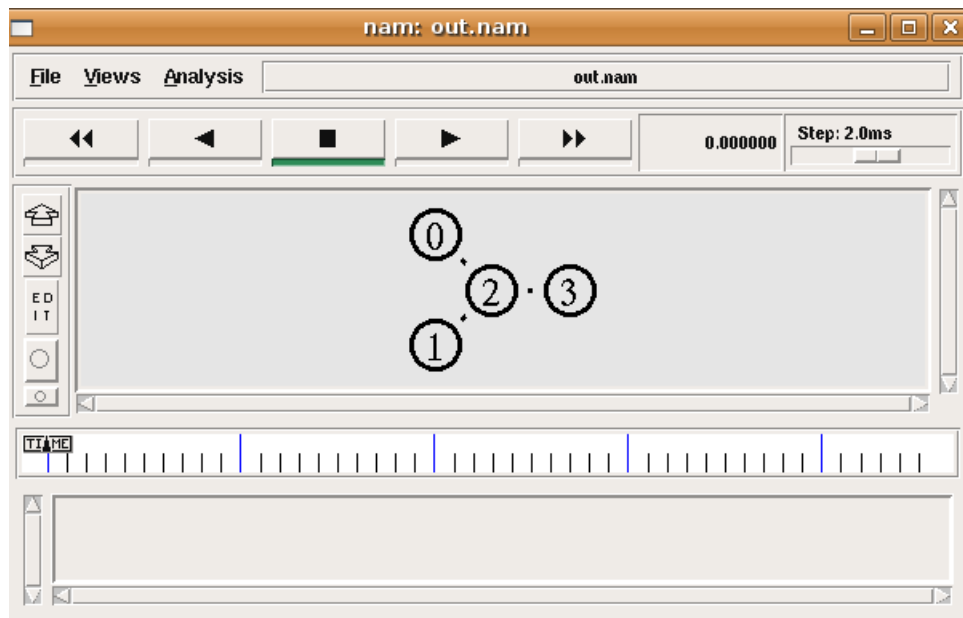 nam: out.nam
File Views Analysis out.nam
0.000000 Step: 2.0ms
0
2 3
1
ED
IT
TIME